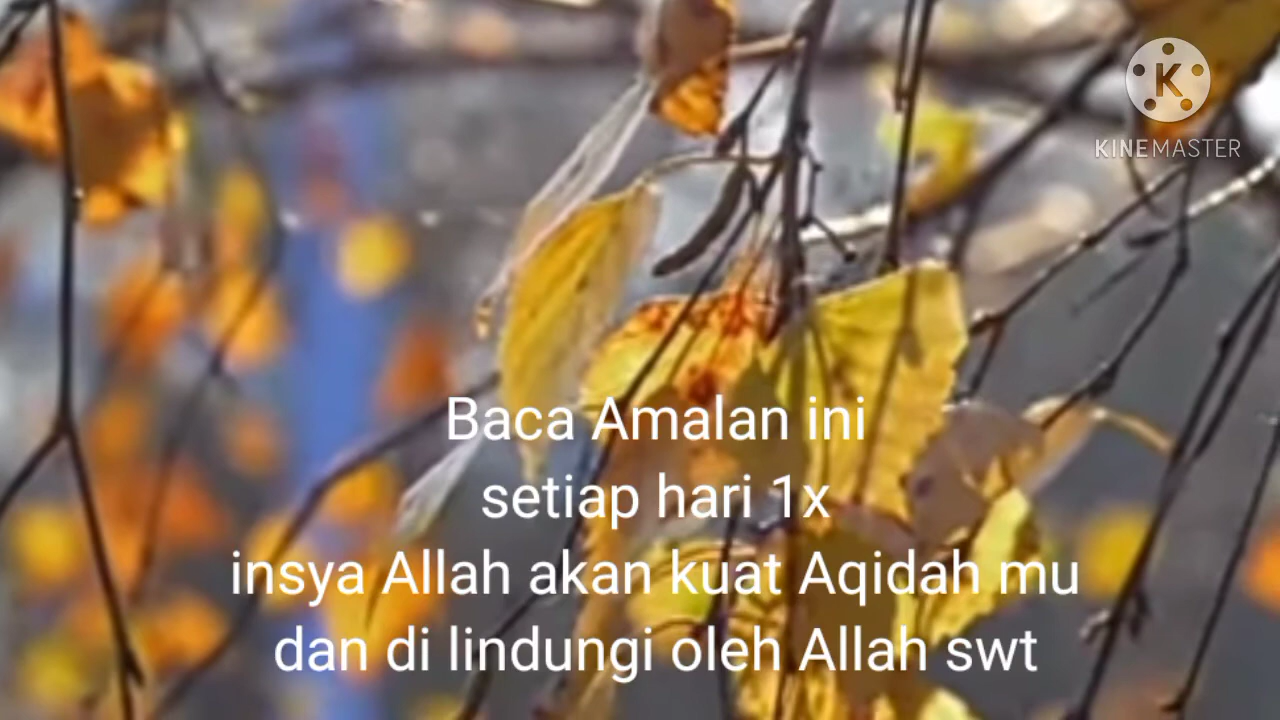 K
KINEMASTER
Baca Amalan ini
setiap hari 1x
insya Allah akan kuat Aqidah mu
dan di lindungi oleh Allah swt